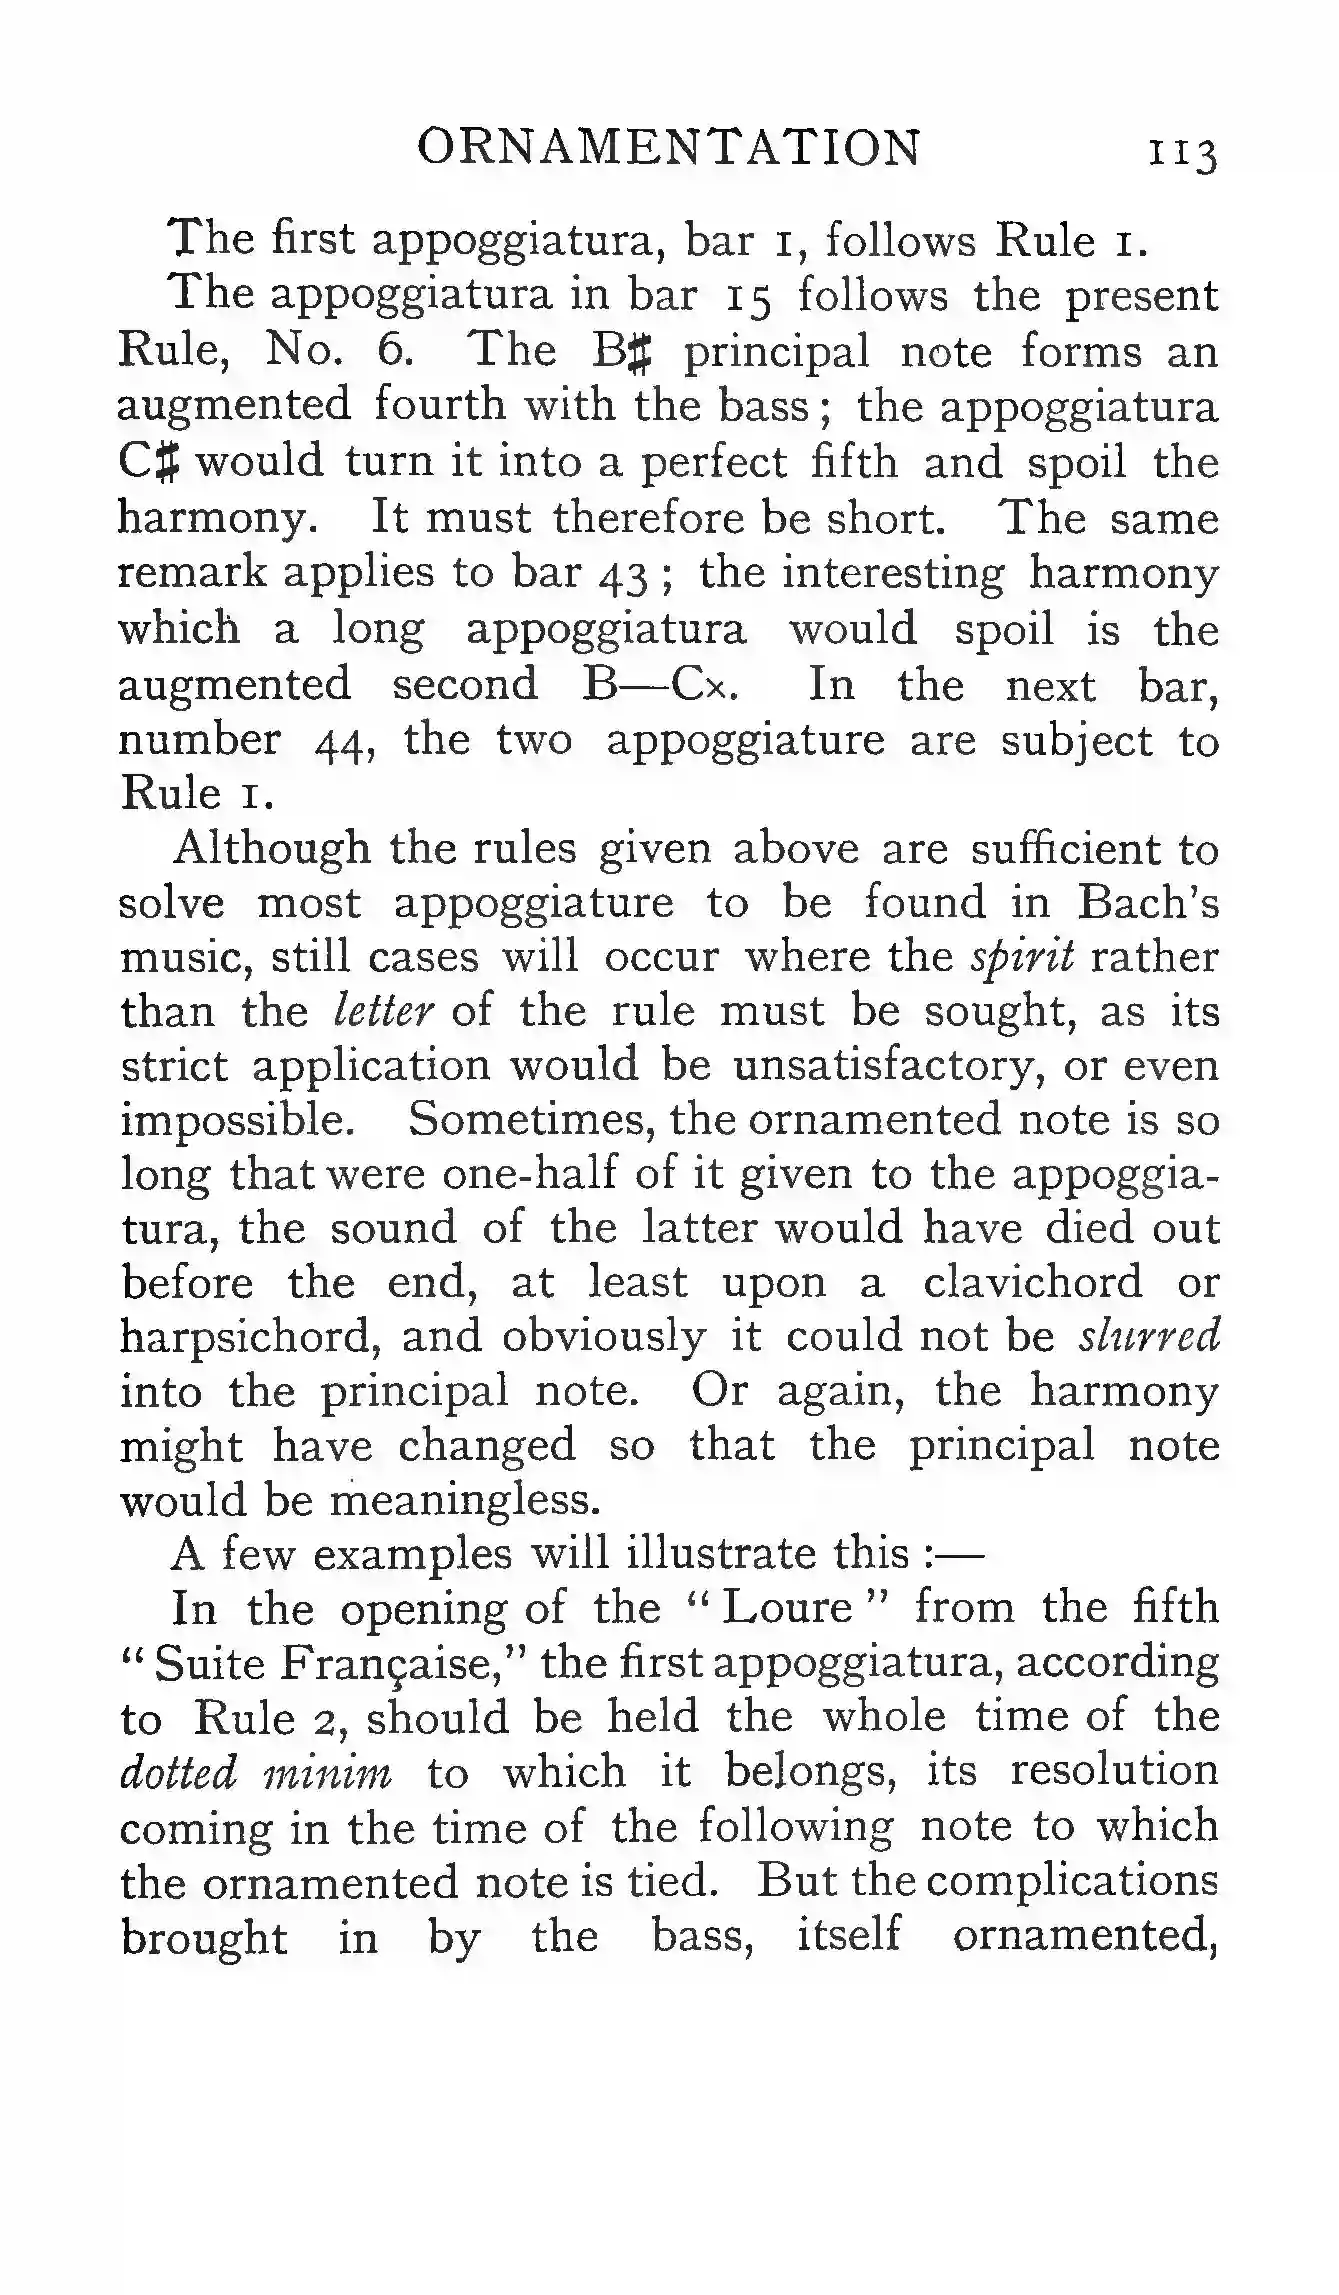 ORNAMENTATION 113
The first appoggiatura, bar 1, follows Rule 1.
The appoggiatura in bar 15 follows the present
Rule, No. 6. The B♯ principal note forms an
augmented fourth with the bass; the appoggiatura
C♯ would turn it into a perfect fifth and spoil the
harmony. It must therefore be short. The same
remark applies to bar 43; the interesting harmony
which a long appoggiatura would spoil is the
augmented second B—Cx. In the next bar,
number 44, the two appoggiature are subject to
Rule 1.
Although the rules given above are sufficient to
solve most appoggiature to be found in Bach's
music, still cases will occur where the spirit rather
than the letter of the rule must be sought, as its
strict application would be unsatisfactory, or even
impossible. Sometimes, the ornamented note is so
long that were one-half of it given to the appoggia-
tura, the sound of the latter would have died out
before the end, at least upon a clavichord or
harpsichord, and obviously it could not be slurred
into the principal note. Or again, the harmony
might have changed so that the principal note
would be meaningless.
A few examples will illustrate this :—
In the opening of the "Loure" from the fifth
"Suite Française," the first appoggiatura, according
to Rule 2, should be held the whole time of the
dotted minim to which it belongs, its resolution
coming in the time of the following note to which
the ornamented note is tied. But the complications
brought in by the bass, itself ornamented,